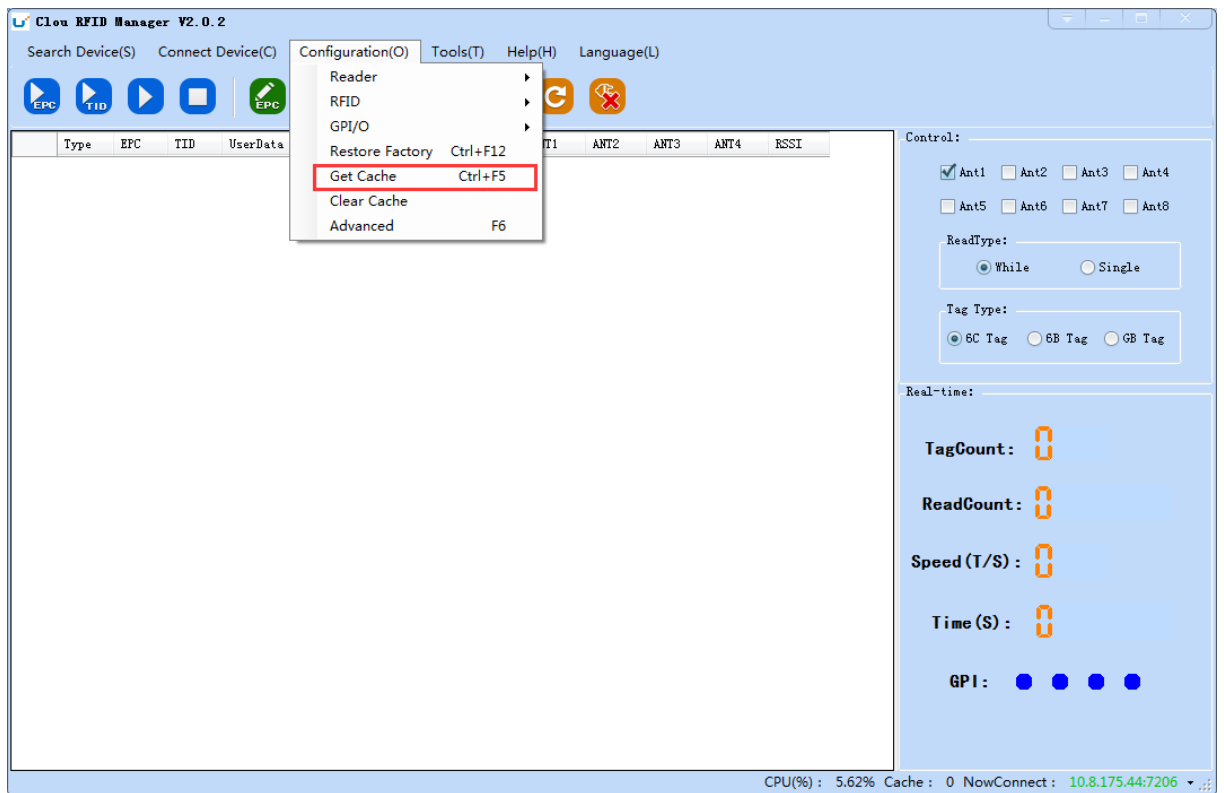 Clou RFID Manager V2.0.2
Search Device(S) Connect Device(C) Configuration(O) Tools(T) Help(H) Language(L)
EPC TID EPC
Reader
RFID
GPI/O
Restore Factory Ctrl+F12
Get Cache Ctrl+F5
Clear Cache
Advanced F6
Type EPC TID UserData ANT2 ANT3 ANT4 RSSI
Control:
Ant1 Ant2 Ant3 Ant4
Ant5 Ant6 Ant7 Ant8
ReadType:
While Single
Tag Type:
6C Tag 6B Tag GB Tag
Real-time:
TagCount: 0
ReadCount: 0
Speed(T/S): 0
Time(S): 0
GPI:
CPU(%) : 5.62% Cache : 0 NowConnect : 10.8.175.44:7206